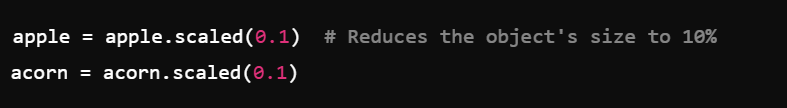 apple = apple.scaled(0.1)  # Reduces the object's size to 10%
acorn = acorn.scaled(0.1)